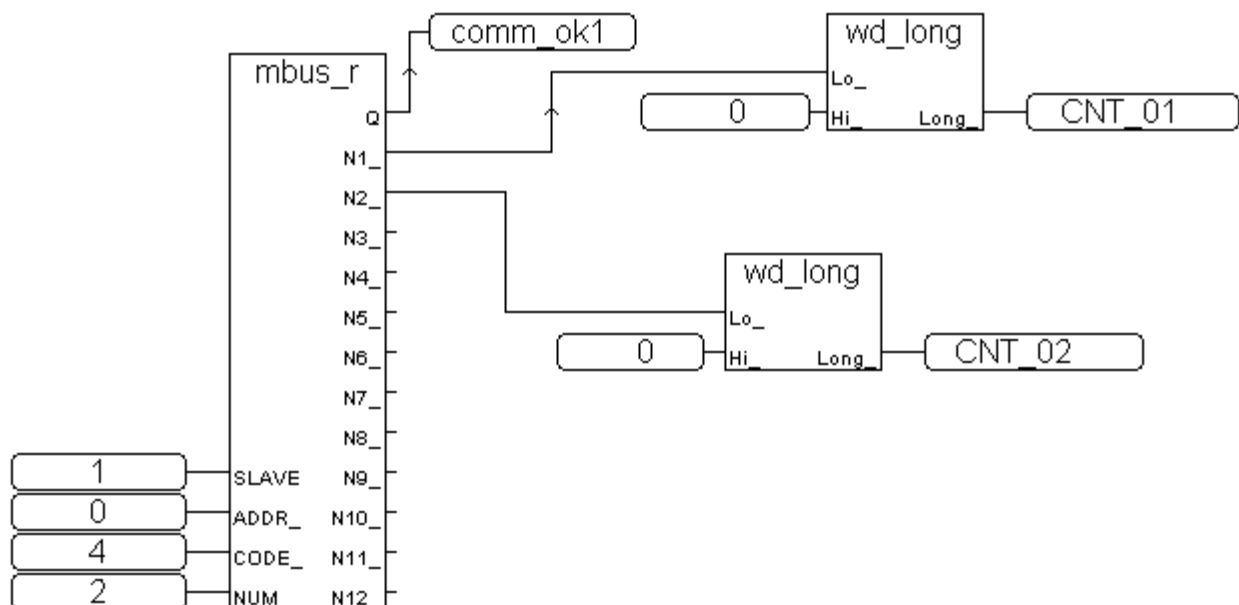 comm_ok1
mbus_r
Q
N1_
N2_
N3_
N4_
N5_
N6_
N7_
N8_
N9_
N10_
N11_
N12
1
SLAVE
0
ADDR_
4
CODE_
2
NUM
wd_long
Lo_
0
Hi_
Long_
CNT_01
wd_long
Lo_
0
Hi_
Long_
CNT_02